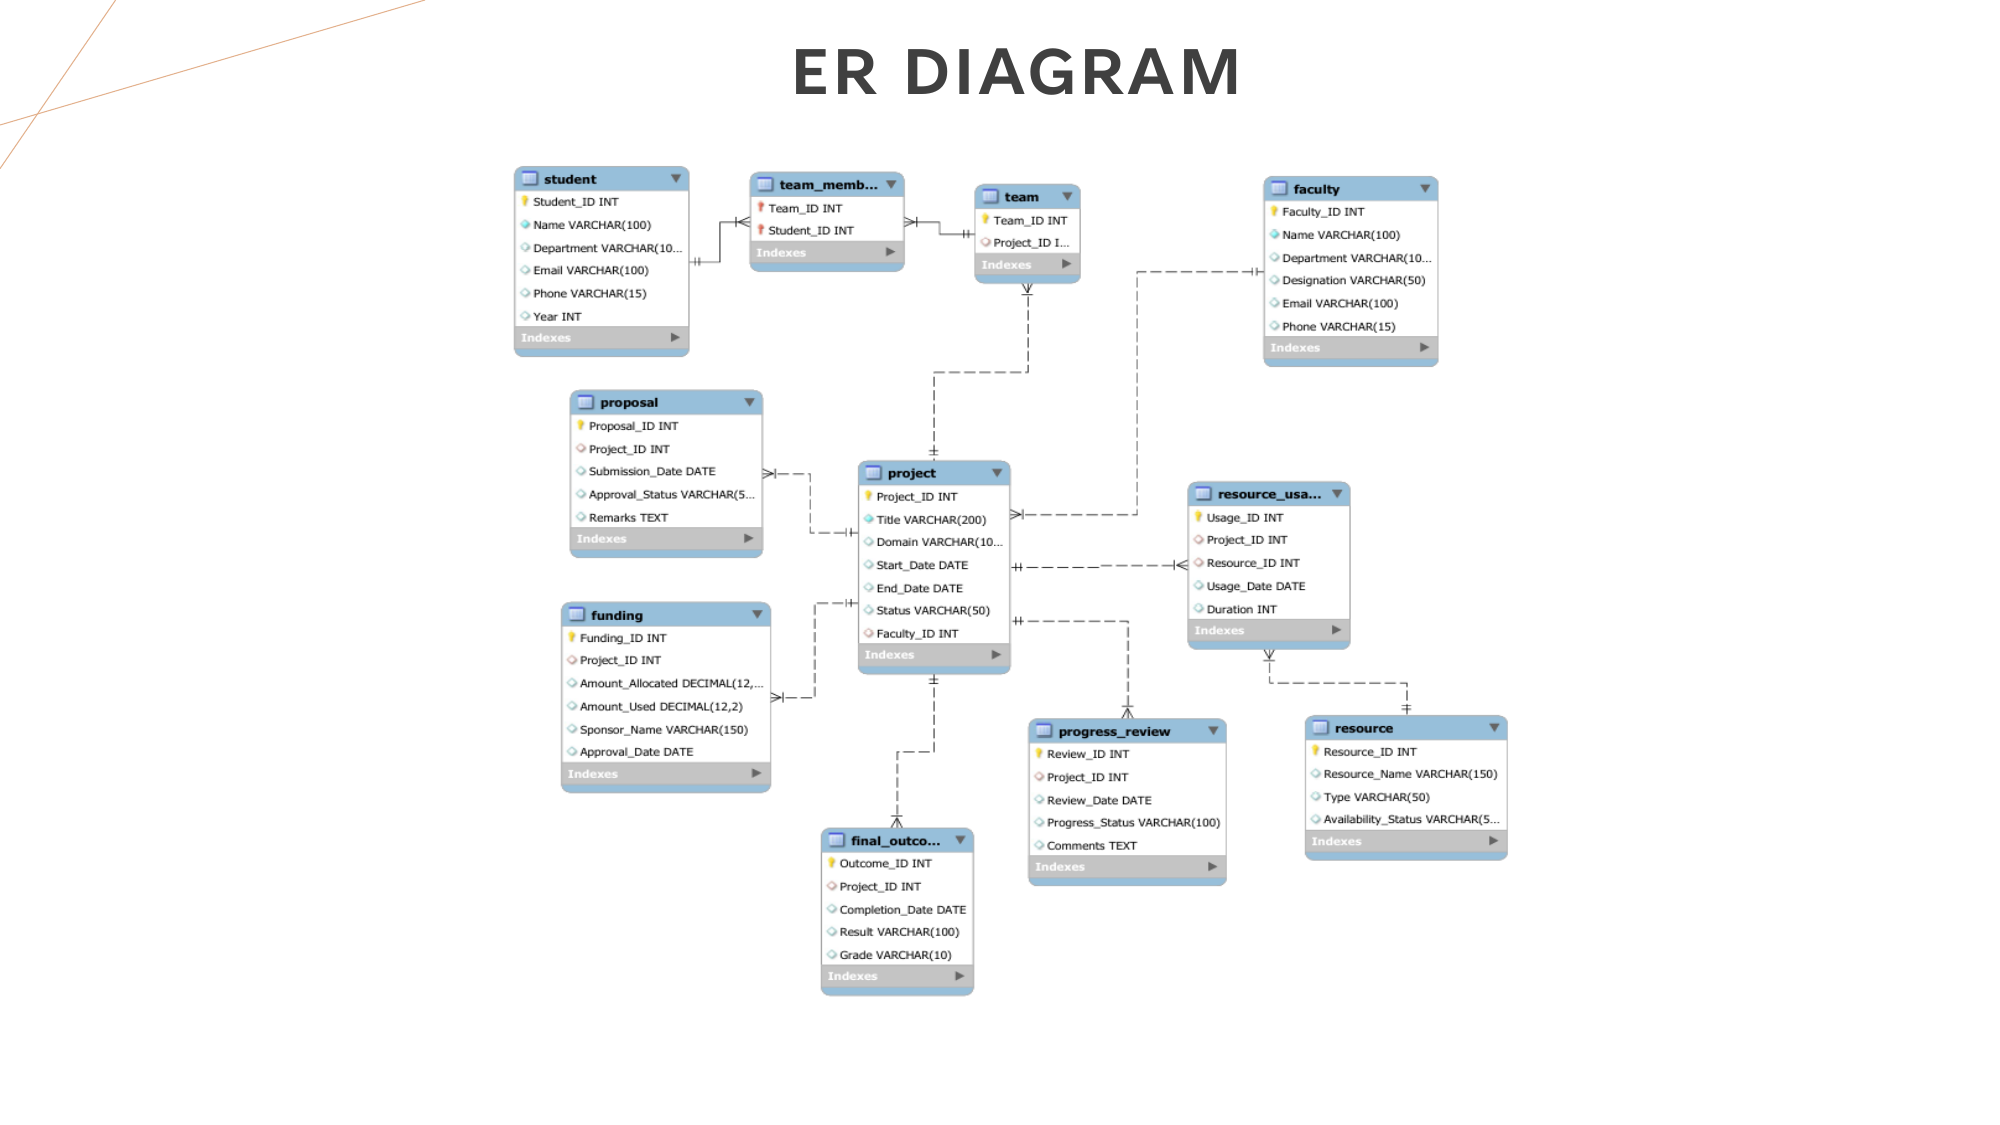 ER DIAGRAM
student
Student_ID INT
Name VARCHAR(100)
Department VARCHAR(10...
Email VARCHAR(100)
Phone VARCHAR(15)
Year INT
Indexes
team_memb...
Team_ID INT
Student_ID INT
Indexes
team
Team_ID INT
Project_ID I...
Indexes
faculty
Faculty_ID INT
Name VARCHAR(100)
Department VARCHAR(10...
Designation VARCHAR(50)
Email VARCHAR(100)
Phone VARCHAR(15)
Indexes
proposal
Proposal_ID INT
Project_ID INT
Submission_Date DATE
Approval_Status VARCHAR(5...
Remarks TEXT
Indexes
project
Project_ID INT
Title VARCHAR(200)
Domain VARCHAR(10...
Start_Date DATE
End_Date DATE
Status VARCHAR(50)
Faculty_ID INT
Indexes
resource_usa...
Usage_ID INT
Project_ID INT
Resource_ID INT
Usage_Date DATE
Duration INT
Indexes
funding
Funding_ID INT
Project_ID INT
Amount_Allocated DECIMAL(12,...
Amount_Used DECIMAL(12,2)
Sponsor_Name VARCHAR(150)
Approval_Date DATE
Indexes
progress_review
Review_ID INT
Project_ID INT
Review_Date DATE
Progress_Status VARCHAR(100)
Comments TEXT
Indexes
resource
Resource_ID INT
Resource_Name VARCHAR(150)
Type VARCHAR(50)
Availability_Status VARCHAR(5...
Indexes
final_outco...
Outcome_ID INT
Project_ID INT
Completion_Date DATE
Result VARCHAR(100)
Grade VARCHAR(10)
Indexes